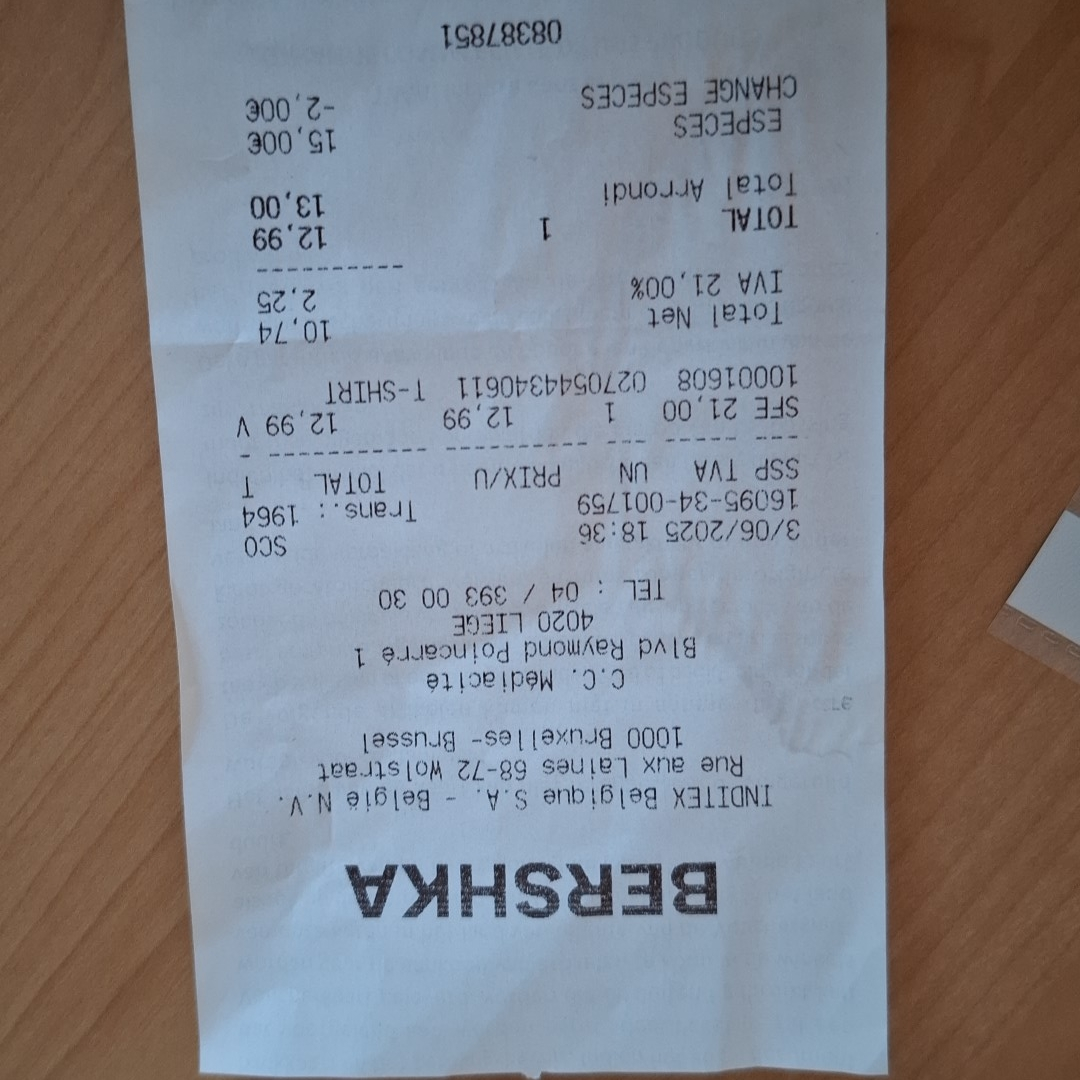 BERSHKA
INDITEX Belgique S.A. - België N.V.
Rue aux Laines 68-72 Wolstraat
1000 Bruxelles- Brussel
C.C. Médiacité
Blvd Raymond Poincarré 1
4020 LIEGE
TEL : 04 / 393 00 30
3/06/2025 18:36 SCO
16095-34-001759 Trans.: 1964
SSP TVA UN PRIX/U TOTAL T
--- ----- --- ---------- ----------- -
SFE 21,00 1 12,99 12,99 V
10001608 0270544340611 T-SHIRT
Total Net 10,74
IVA 21,00% 2,25
-----------
TOTAL 1 12,99
Total Arrondi 13,00
ESPECES 15,00€
CHANGE ESPECES -2,00€
08387851